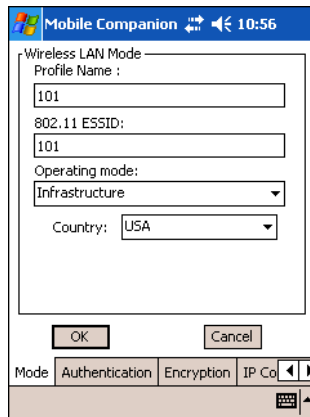 Mobile Companion 10:56
Wireless LAN Mode
Profile Name :
101
802.11 ESSID:
101
Operating mode:
Infrastructure
Country: USA
OK Cancel
Mode Authentication Encryption IP Co